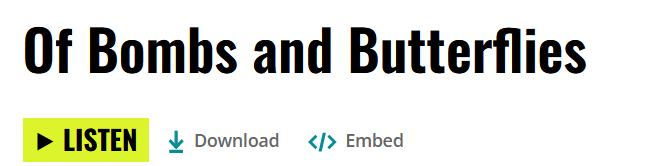 Of Bombs and Butterflies
LISTEN Download Embed